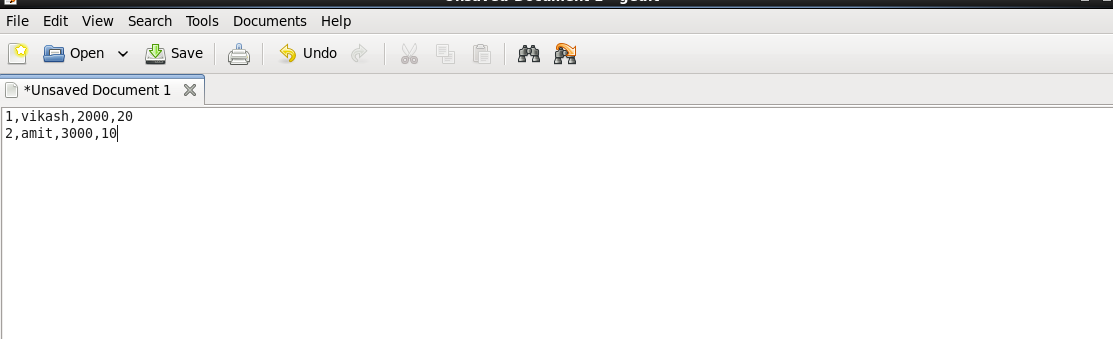 File Edit View Search Tools Documents Help
Open Save Undo
*Unsaved Document 1
1,vikash,2000,20
2,amit,3000,10